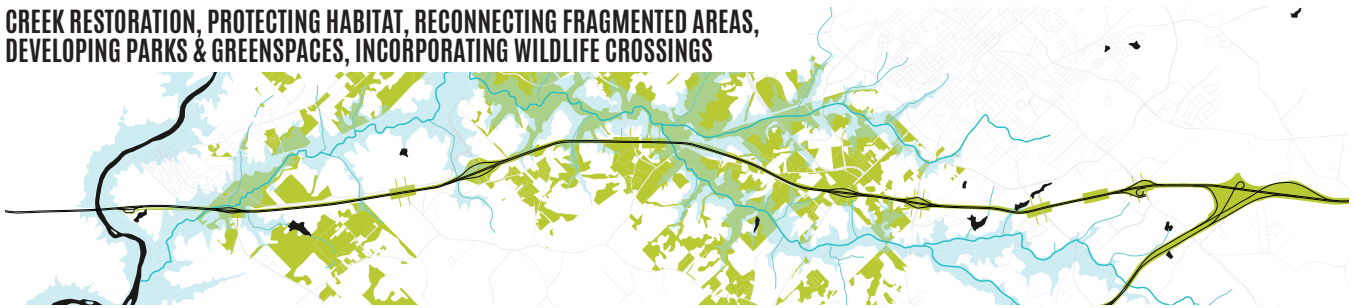 CREEK RESTORATION, PROTECTING HABITAT, RECONNECTING FRAGMENTED AREAS,
DEVELOPING PARKS & GREENSPACES, INCORPORATING WILDLIFE CROSSINGS